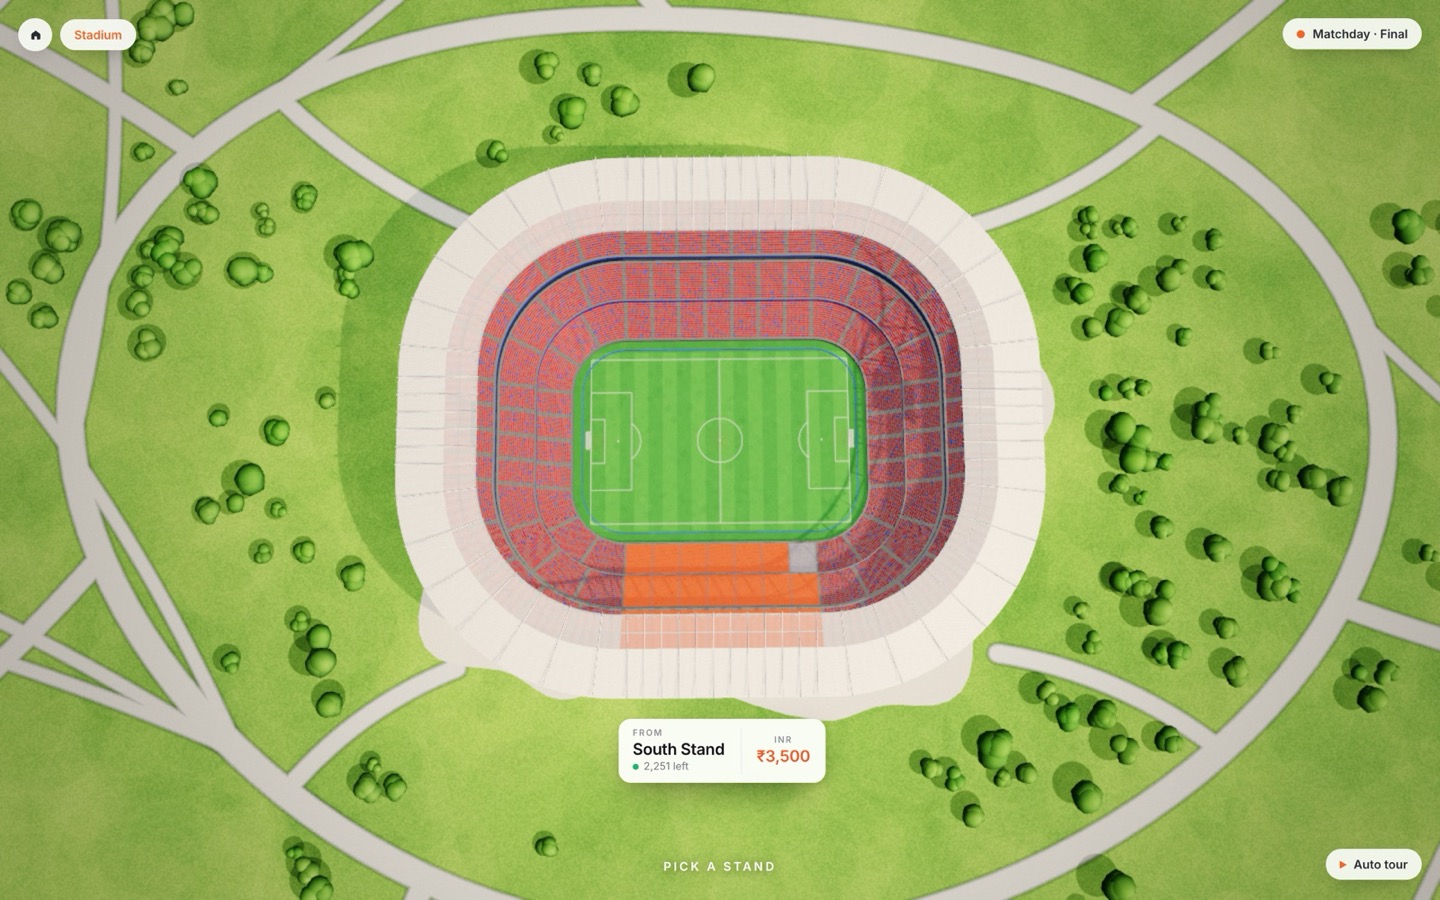 Stadium
Matchday · Final
FROM
South Stand
2,251 left
INR
₹3,500
PICK A STAND
Auto tour